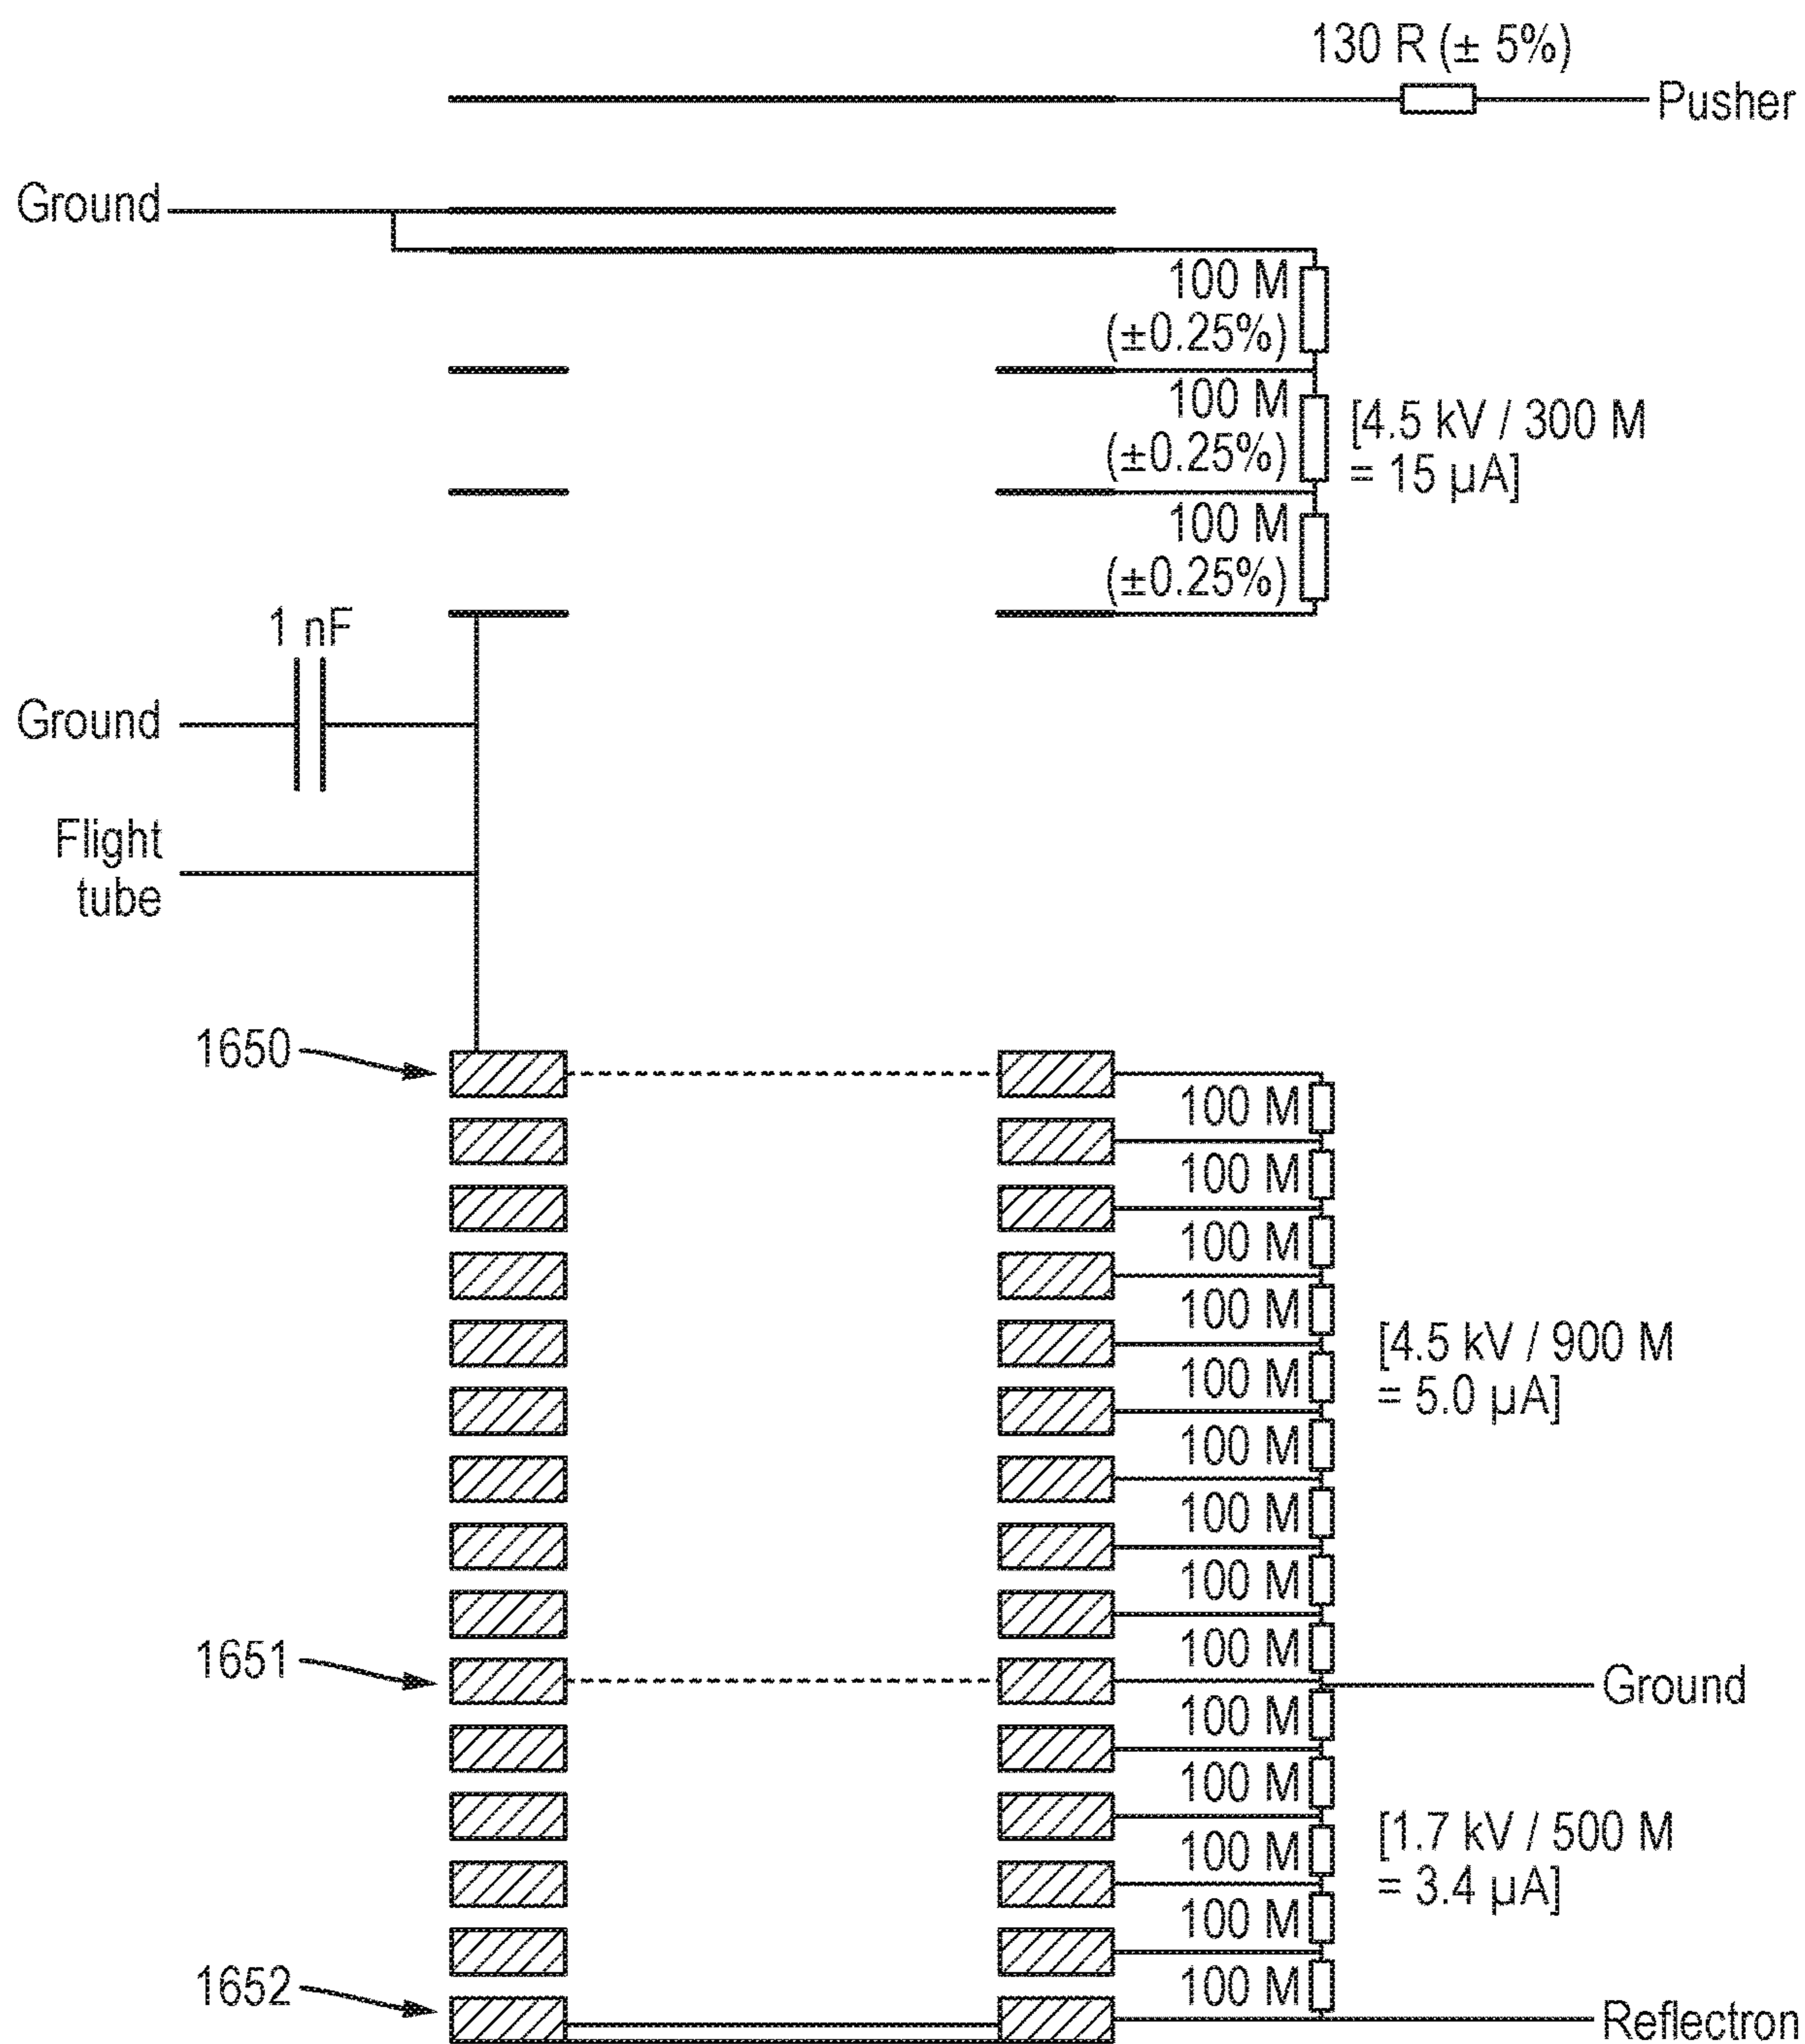 130 R (± 5%)
Pusher
Ground
100 M
(±0.25%)
100 M
(±0.25%)
[4.5 kV / 300 M
= 15 µA]
100 M
(±0.25%)
1 nF
Ground
Flight
tube
1650
100 M
100 M
100 M
100 M
[4.5 kV / 900 M
= 5.0 µA]
100 M
100 M
100 M
100 M
1651
100 M
Ground
100 M
100 M
[1.7 kV / 500 M
= 3.4 µA]
100 M
100 M
1652
100 M
Reflectron